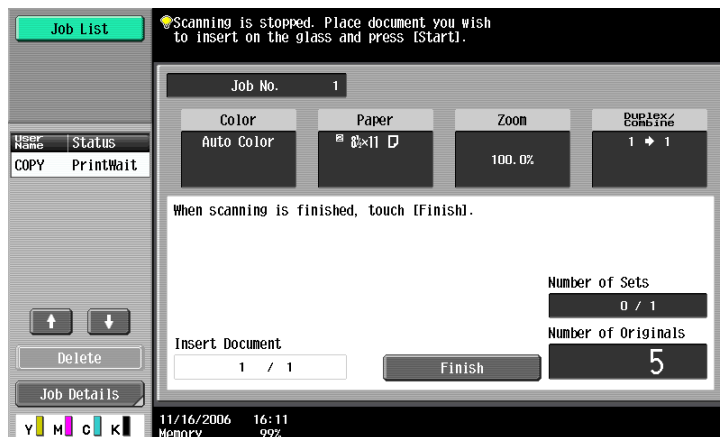 Job List
Scanning is stopped. Place document you wish
to insert on the glass and press [Start].
Job No. 1
Color
Paper
Zoom
Duplex/
Combine
Auto Color
8½×11
100.0%
1 → 1
User
Name
Status
COPY PrintWait
When scanning is finished, touch [Finish].
Number of Sets
0 / 1
Number of Originals
5
Insert Document
1 / 1
Finish
Delete
Job Details
Y M C K
11/16/2006 16:11
Memory 99%